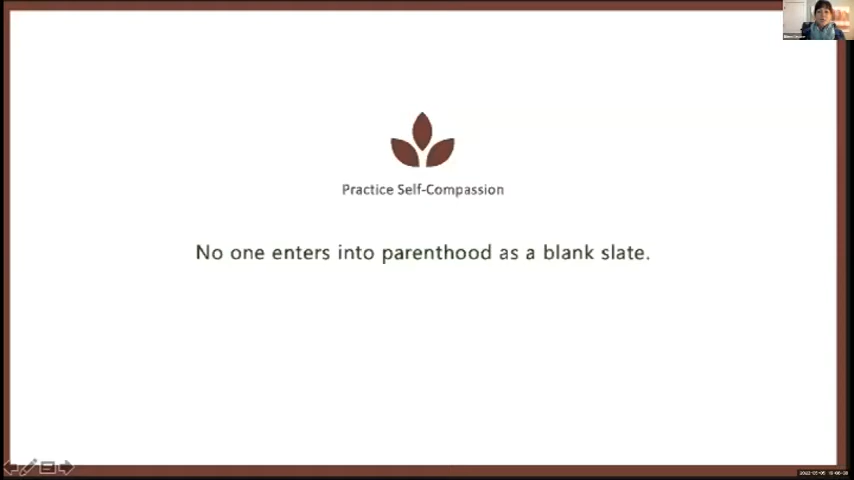 Practice Self-Compassion
No one enters into parenthood as a blank slate.